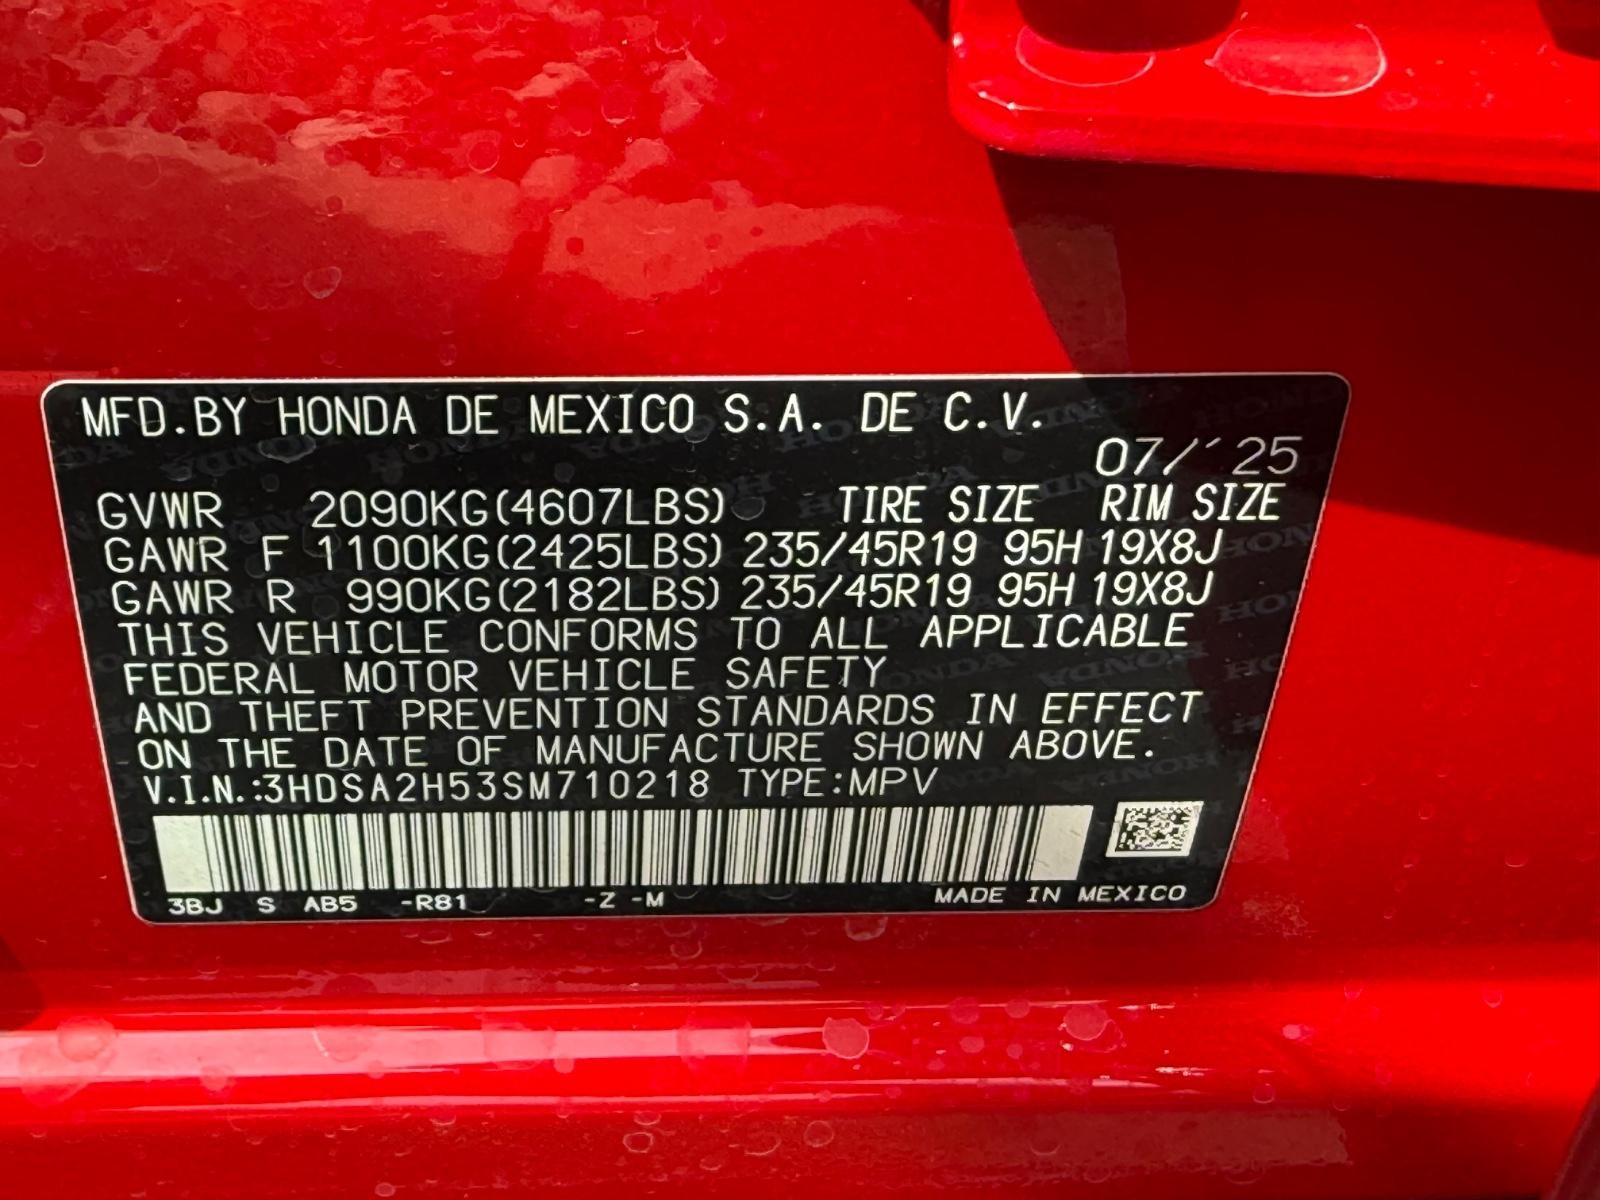 MFD.BY HONDA DE MEXICO S.A. DE C.V.
07/´25
GVWR 2090KG(4607LBS) TIRE SIZE RIM SIZE
GAWR F 1100KG(2425LBS) 235/45R19 95H 19X8J
GAWR R 990KG(2182LBS) 235/45R19 95H 19X8J
THIS VEHICLE CONFORMS TO ALL APPLICABLE
FEDERAL MOTOR VEHICLE SAFETY
AND THEFT PREVENTION STANDARDS IN EFFECT
ON THE DATE OF MANUFACTURE SHOWN ABOVE.
V.I.N.:3HDSA2H53SM710218 TYPE:MPV
3BJ S AB5 -R81 -Z -M MADE IN MEXICO